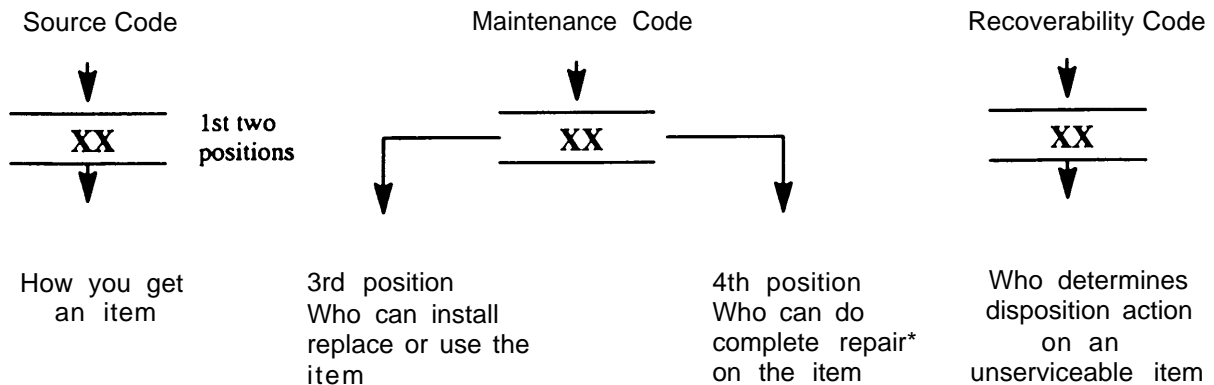 Source Code
Maintenance Code
Recoverability Code
XX
1st two
positions
XX
XX
How you get
an item
3rd position
Who can install
replace or use the
item
4th position
Who can do
complete repair*
on the item
Who determines
disposition action
on an
unserviceable item